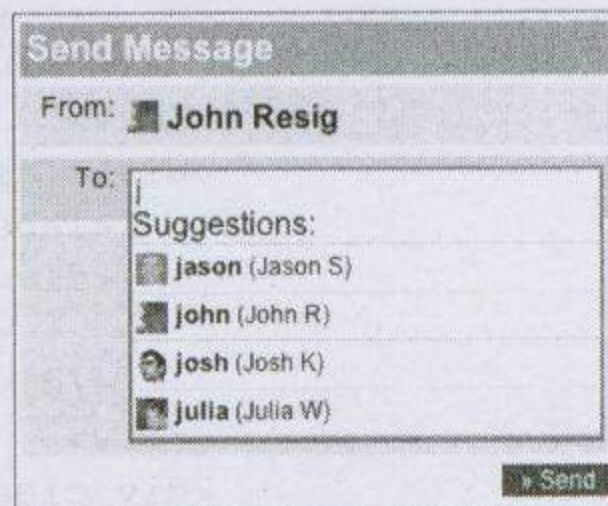 Send Message
From: John Resig
To: j
Suggestions:
jason (Jason S)
john (John R)
josh (Josh K)
julia (Julia W)
» Send